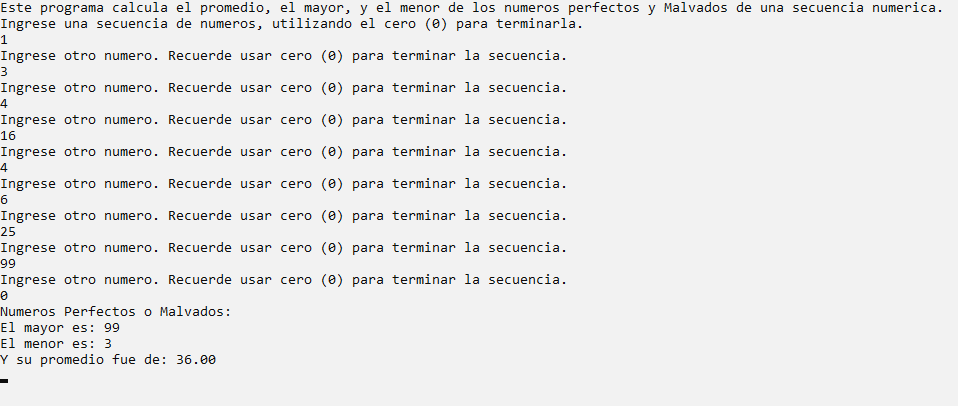 Este programa calcula el promedio, el mayor, y el menor de los numeros perfectos y Malvados de una secuencia numerica.
Ingrese una secuencia de numeros, utilizando el cero (0) para terminarla.
1
Ingrese otro numero. Recuerde usar cero (0) para terminar la secuencia.
3
Ingrese otro numero. Recuerde usar cero (0) para terminar la secuencia.
4
Ingrese otro numero. Recuerde usar cero (0) para terminar la secuencia.
16
Ingrese otro numero. Recuerde usar cero (0) para terminar la secuencia.
4
Ingrese otro numero. Recuerde usar cero (0) para terminar la secuencia.
6
Ingrese otro numero. Recuerde usar cero (0) para terminar la secuencia.
25
Ingrese otro numero. Recuerde usar cero (0) para terminar la secuencia.
99
Ingrese otro numero. Recuerde usar cero (0) para terminar la secuencia.
0
Numeros Perfectos o Malvados:
El mayor es: 99
El menor es: 3
Y su promedio fue de: 36.00